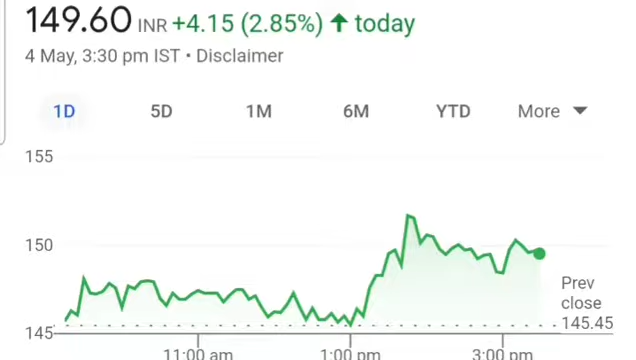 149.60 INR +4.15 (2.85%) ↑ today
4 May, 3:30 pm IST • Disclaimer
1D 5D 1M 6M YTD More
155
150
145
Prev
close
145.45
11:00 am 1:00 pm 3:00 pm